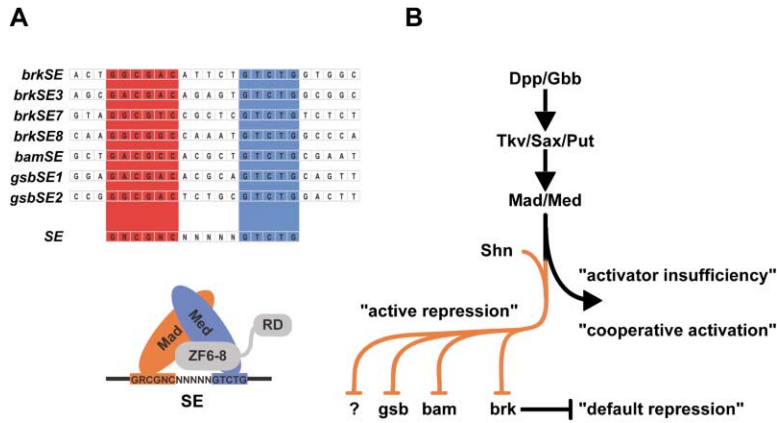 A
B
brkSE A C T G G C G A C A T T C T G T C T G G T G G C
brkSE3 A G C G A C G A C A G A G T G T C T G G C G G C
brkSE7 G T A G G C G T C C G C T C G T C T G T C T C T
brkSE8 C A A G G C G G C C A A A T G T C T G G C C C A
bamSE G C T G A C G C C A C G C T G T C T G C G A A T
gsbSE1 G G A G A C G A C A C G C A G T C T G C A G T T
gsbSE2 C C G G G C G A C T C T G C G T C T G G A C T T
SE G N C G N C N N N N N G T C T G
Mad
Med
ZF6-8
RD
GRCGNCNNNNNGTCTG
SE
Dpp/Gbb
Tkv/Sax/Put
Mad/Med
Shn
"activator insufficiency"
"active repression"
"cooperative activation"
? gsb bam brk
"default repression"